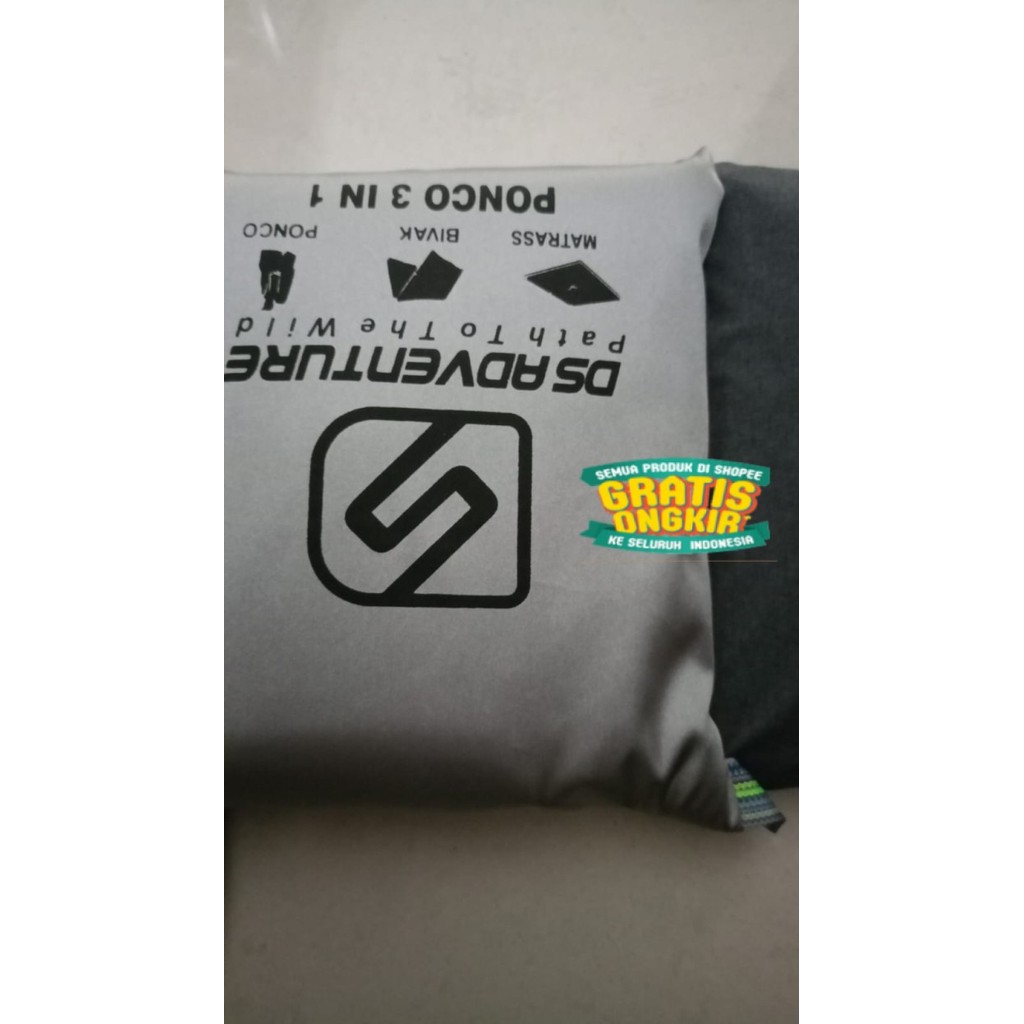 DS ADVENTURE
Path To The Wild
MATRASS BIVAK PONCO
PONCO 3 IN 1
SEMUA PRODUK DI SHOPEE
GRATIS
ONGKIR
KE SELURUH INDONESIA